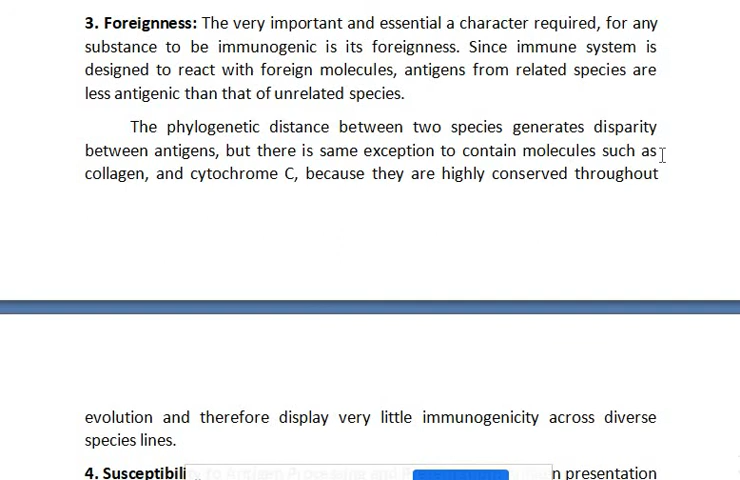 3. Foreignness: The very important and essential a character required, for any
substance to be immunogenic is its foreignness. Since immune system is
designed to react with foreign molecules, antigens from related species are
less antigenic than that of unrelated species.
The phylogenetic distance between two species generates disparity
between antigens, but there is same exception to contain molecules such as
collagen, and cytochrome C, because they are highly conserved throughout
evolution and therefore display very little immunogenicity across diverse
species lines.
4. Susceptibili to Antigen Processing and presentation